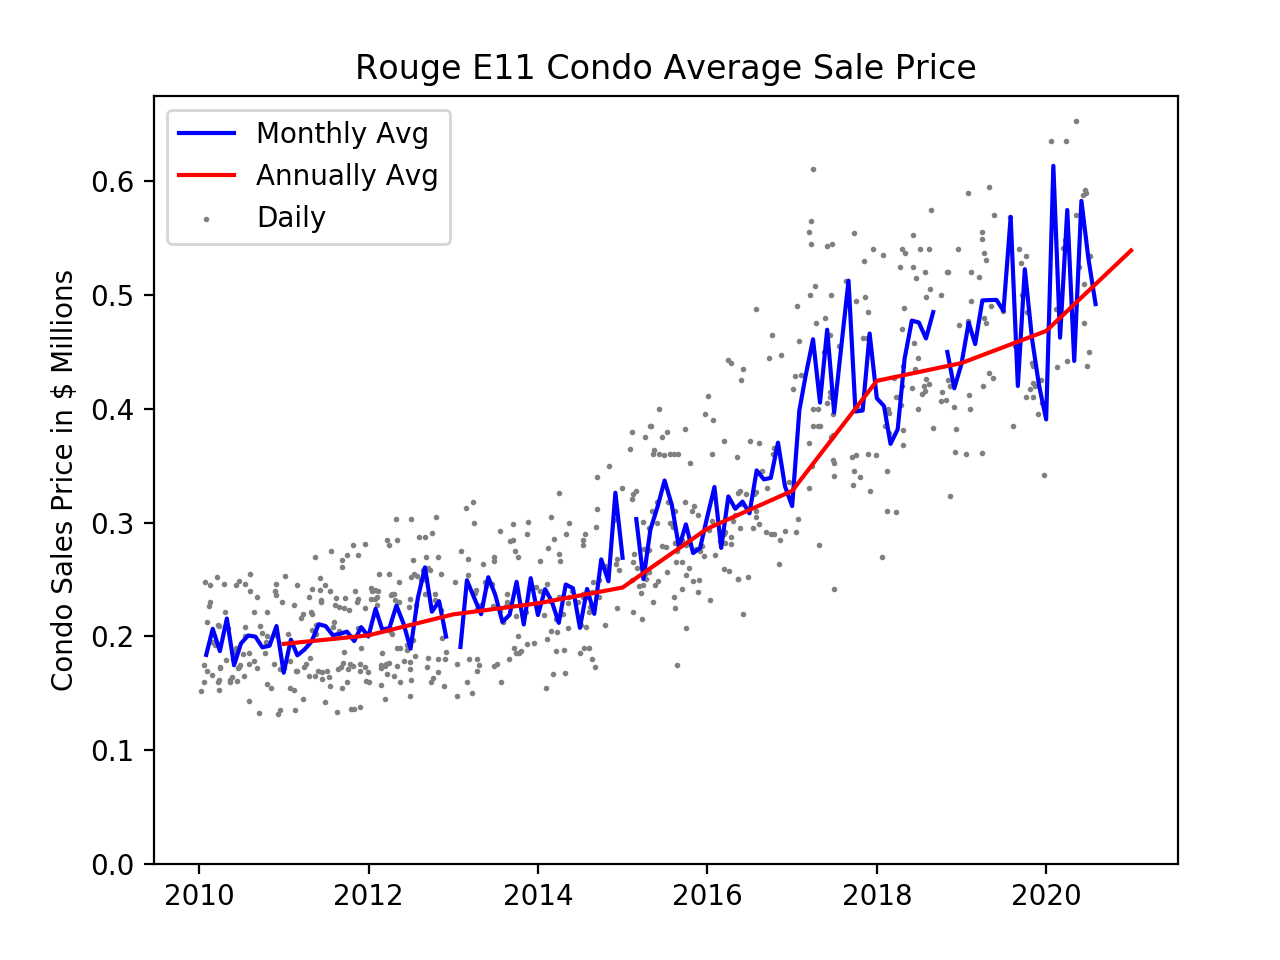 Rouge E11 Condo Average Sale Price
Monthly Avg
Annually Avg
Daily
Condo Sales Price in $ Millions
0.6
0.5
0.4
0.3
0.2
0.1
0.0
2010 2012 2014 2016 2018 2020